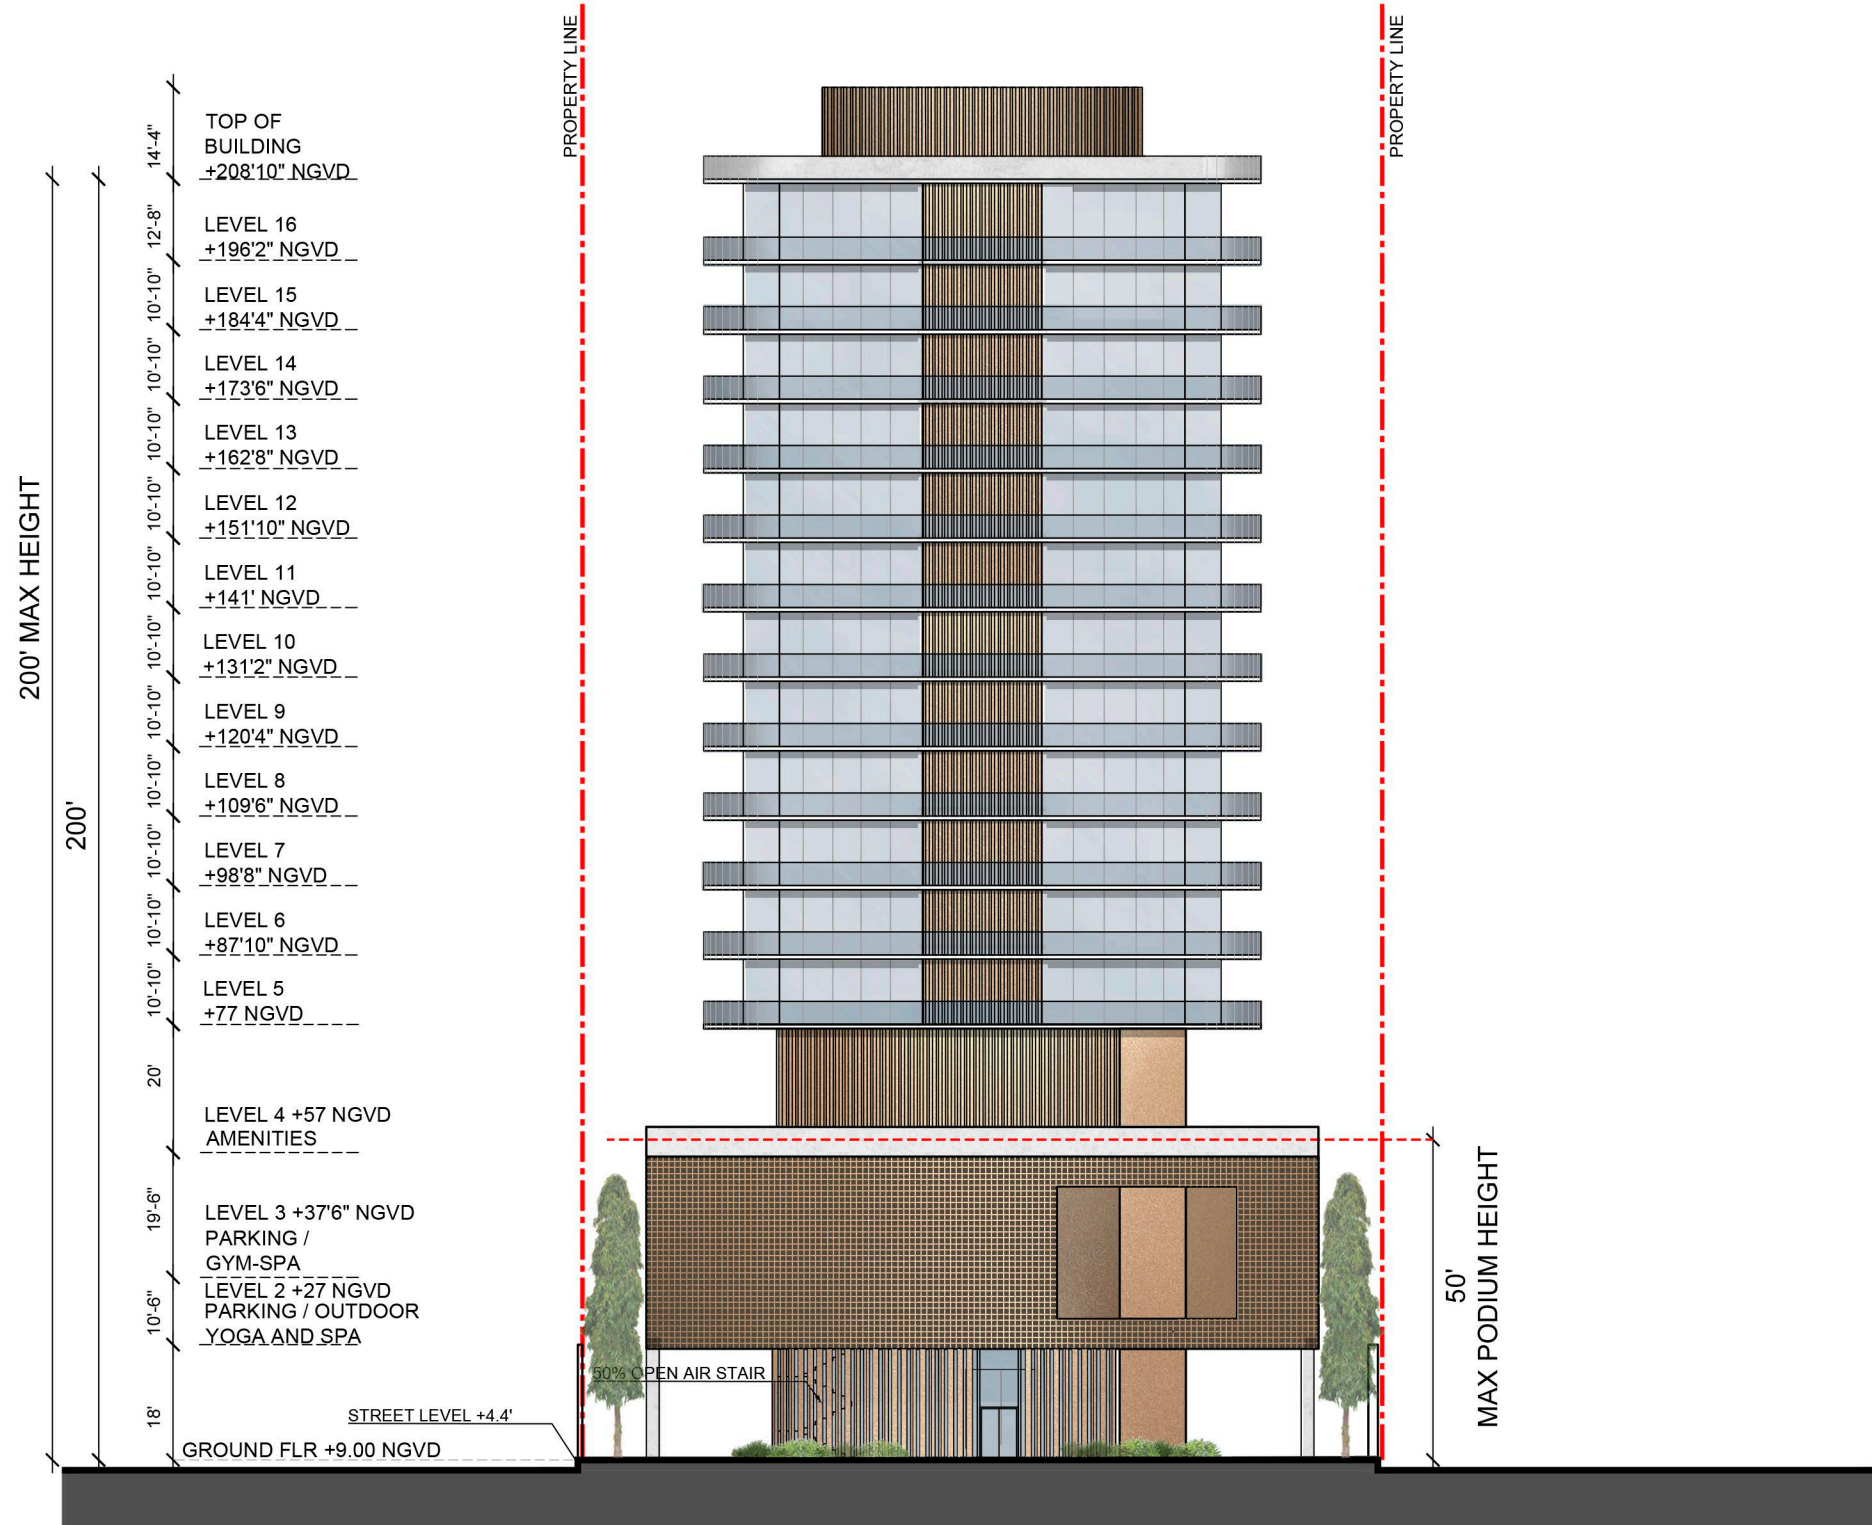 PROPERTY LINE
PROPERTY LINE
14'-4"
TOP OF
BUILDING
+208'10" NGVD
12'-8"
LEVEL 16
+196'2" NGVD
10'-10"
LEVEL 15
+184'4" NGVD
10'-10"
LEVEL 14
+173'6" NGVD
10'-10"
LEVEL 13
+162'8" NGVD
10'-10"
LEVEL 12
+151'10" NGVD
10'-10"
LEVEL 11
+141' NGVD
10'-10"
LEVEL 10
+131'2" NGVD
10'-10"
LEVEL 9
+120'4" NGVD
10'-10"
LEVEL 8
+109'6" NGVD
10'-10"
LEVEL 7
+98'8" NGVD
10'-10"
LEVEL 6
+87'10" NGVD
10'-10"
LEVEL 5
+77 NGVD
20'
LEVEL 4 +57 NGVD
AMENITIES
19'-6"
LEVEL 3 +37'6" NGVD
PARKING /
GYM-SPA
10'-6"
LEVEL 2 +27 NGVD
PARKING / OUTDOOR
YOGA AND SPA
18'
50% OPEN AIR STAIR
STREET LEVEL +4.4'
GROUND FLR +9.00 NGVD
200' MAX HEIGHT
200'
50'
MAX PODIUM HEIGHT